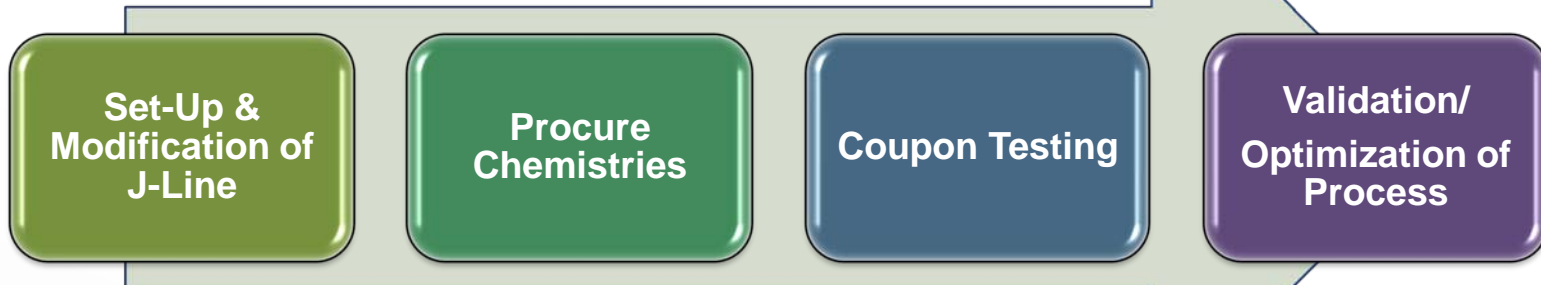 Set-Up &
Modification of
J-Line
Procure
Chemistries
Coupon Testing
Validation/
Optimization of
Process